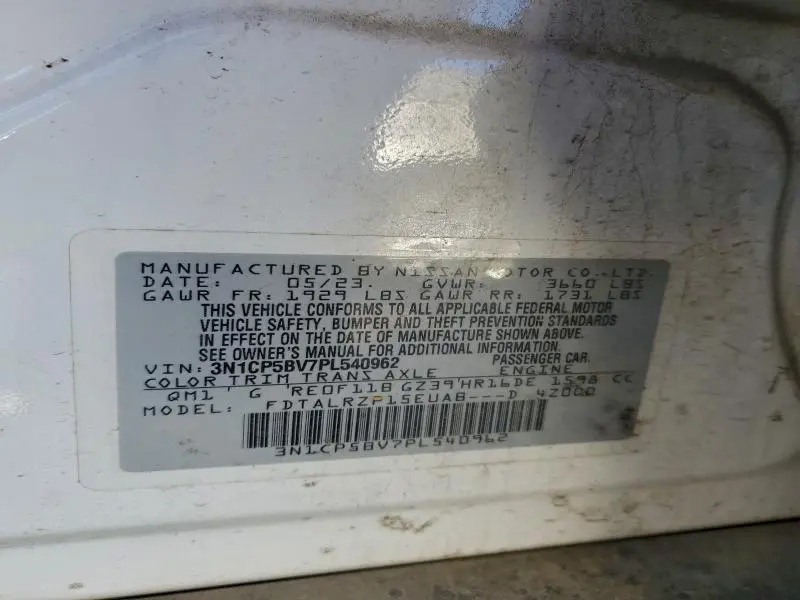 MANUFACTURED BY NISSAN MOTOR CO., LTD.
DATE: 05/23. GVWR: 3660 LBS
GAWR FR: 1929 LBS GAWR RR: 1731 LBS
THIS VEHICLE CONFORMS TO ALL APPLICABLE FEDERAL MOTOR
VEHICLE SAFETY, BUMPER AND THEFT PREVENTION STANDARDS
IN EFFECT ON THE DATE OF MANUFACTURE SHOWN ABOVE.
SEE OWNER'S MANUAL FOR ADDITIONAL INFORMATION.
VIN: 3N1CP5BV7PL540962 PASSENGER CAR.
COLOR TRIM TRANS AXLE ENGINE
QM1 G RE0F11B GZ39 HR16DE 1598 CC
MODEL: FDTALRZP15EUAB---D 42000
3N1CP5BV7PL540962